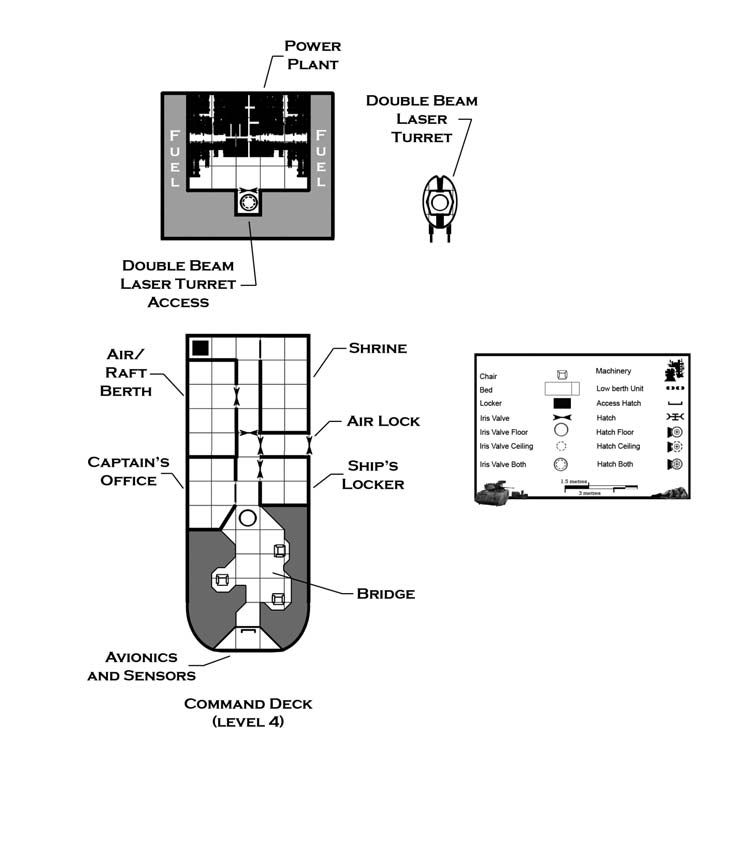 Power
Plant
Fuel
Fuel
Double Beam
Laser
Turret
Double Beam
Laser Turret
Access
Air/
Raft
Berth
Shrine
Air Lock
Captain's
Office
Ship's
Locker
Bridge
Avionics
and Sensors
Command Deck
(level 4)
Chair
Bed
Locker
Iris Valve
Iris Valve Floor
Iris Valve Ceiling
Iris Valve Both
Machinery
Low berth Unit
Access Hatch
Hatch
Hatch Floor
Hatch Ceiling
Hatch Both
1.5 metres
3 metres